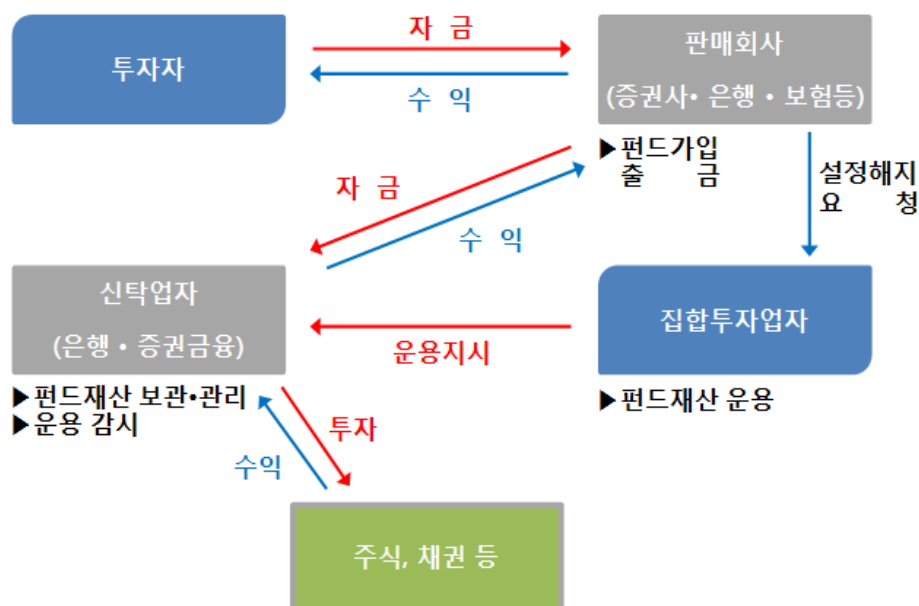 자 금
투자자
수 익
판매회사
(증권사• 은행 • 보험등)
▶펀드가입
출 금
설정해지
요 청
자 금
수 익
신탁업자
(은행 • 증권금융)
▶펀드재산 보관•관리
▶운용 감시
운용지시
집합투자업자
▶펀드재산 운용
투자
수익
주식, 채권 등